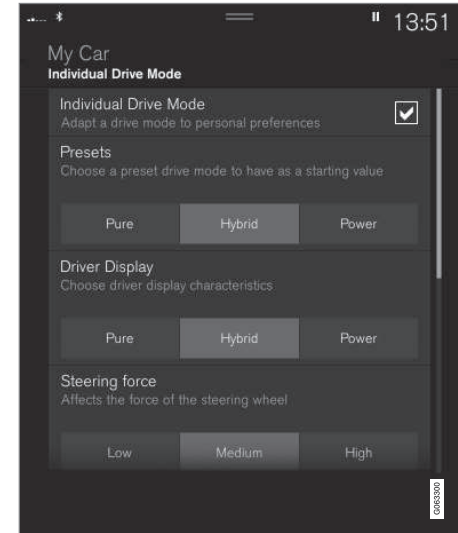 13:51
My Car
Individual Drive Mode
Individual Drive Mode
Adapt a drive mode to personal preferences
Presets
Choose a preset drive mode to have as a starting value
Pure Hybrid Power
Driver Display
Choose driver display characteristics
Pure Hybrid Power
Steering force
Affects the force of the steering wheel
Low Medium High
G063300